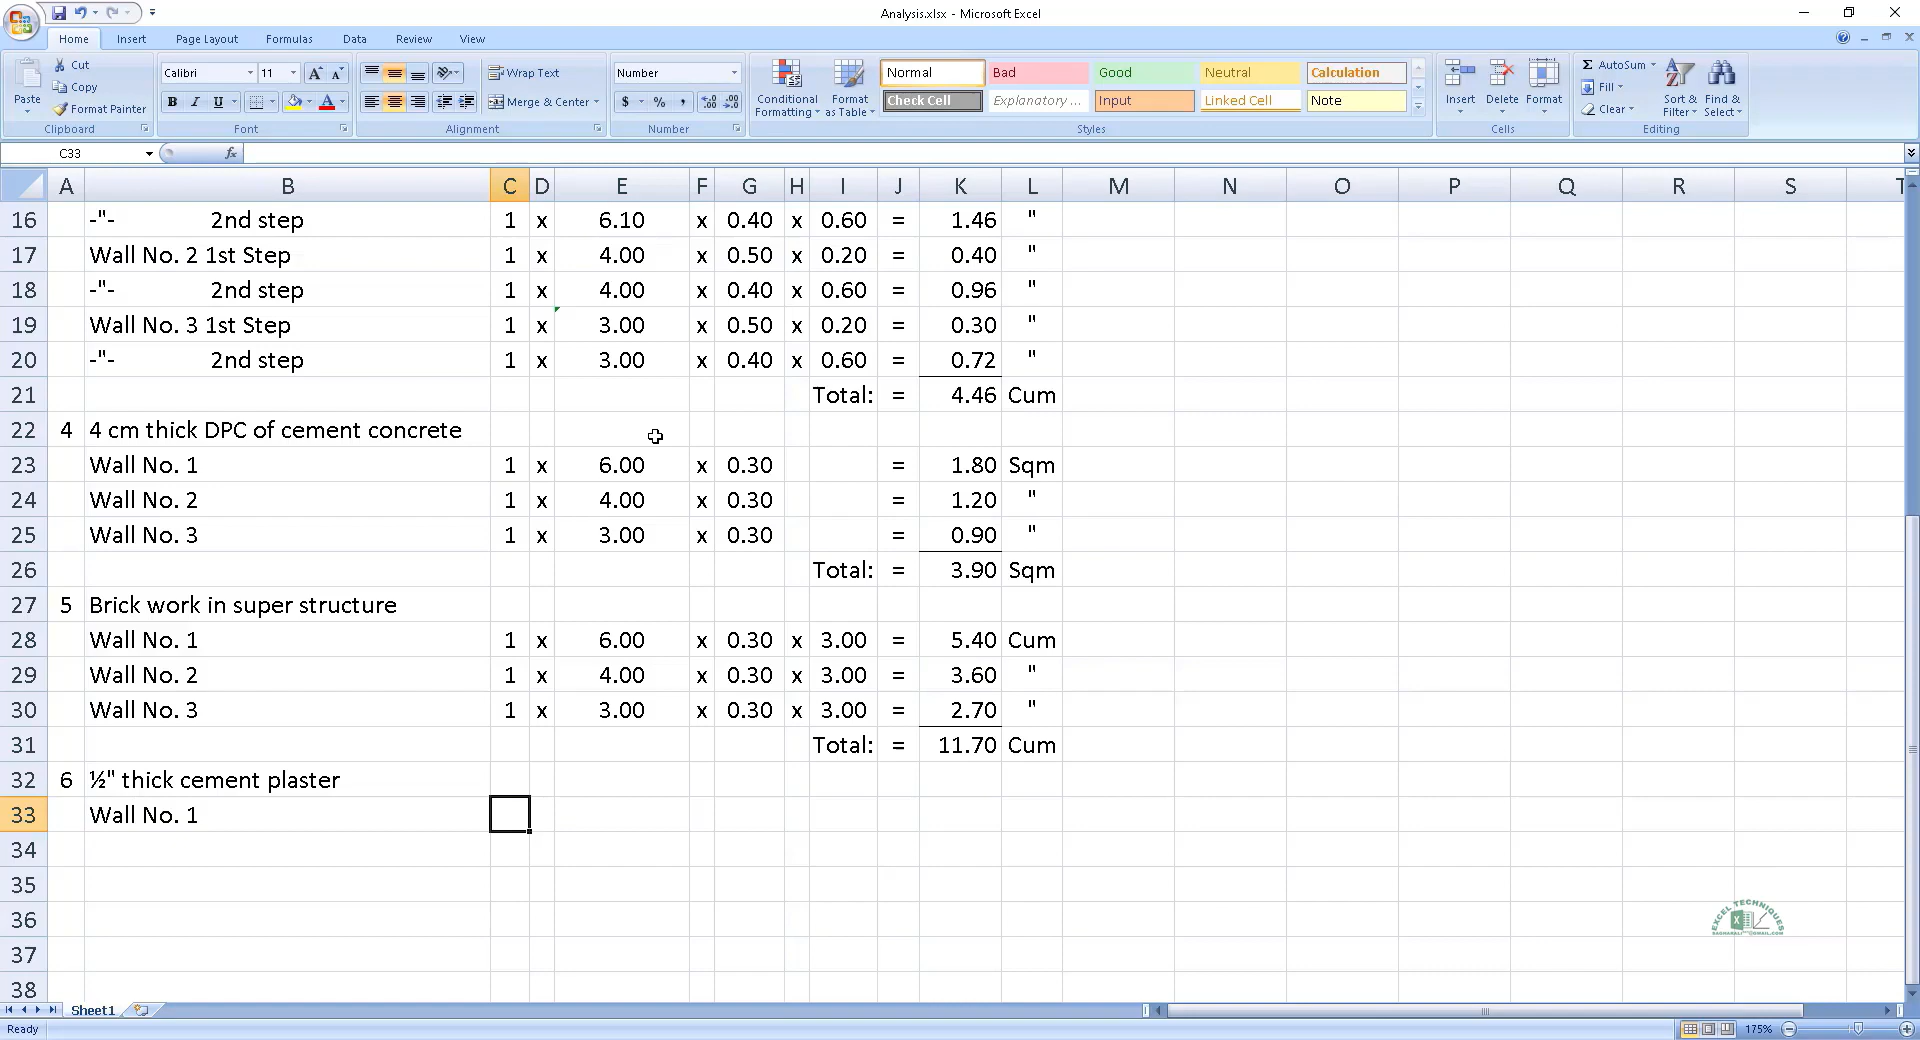 Analysis.xlsx - Microsoft Excel
Home Insert Page Layout Formulas Data Review View
Paste Cut Copy Format Painter Clipboard
Calibri 11 A A B I U A Font
Wrap Text Merge & Center Alignment
Number $ % , Number
Conditional Formatting Format as Table
Normal Bad Good Neutral Calculation
Check Cell Explanatory ... Input Linked Cell Note
Styles
Insert Delete Format Cells
Σ AutoSum Fill Clear Sort & Filter Find & Select Editing
C33 fx
A B C D E F G H I J K L M N O P Q R S T
16 -"- 2nd step 1 x 6.10 x 0.40 x 0.60 = 1.46 "
17 Wall No. 2 1st Step 1 x 4.00 x 0.50 x 0.20 = 0.40 "
18 -"- 2nd step 1 x 4.00 x 0.40 x 0.60 = 0.96 "
19 Wall No. 3 1st Step 1 x 3.00 x 0.50 x 0.20 = 0.30 "
20 -"- 2nd step 1 x 3.00 x 0.40 x 0.60 = 0.72 "
21 Total: = 4.46 Cum
22 4 4 cm thick DPC of cement concrete
23 Wall No. 1 1 x 6.00 x 0.30 = 1.80 Sqm
24 Wall No. 2 1 x 4.00 x 0.30 = 1.20 "
25 Wall No. 3 1 x 3.00 x 0.30 = 0.90 "
26 Total: = 3.90 Sqm
27 5 Brick work in super structure
28 Wall No. 1 1 x 6.00 x 0.30 x 3.00 = 5.40 Cum
29 Wall No. 2 1 x 4.00 x 0.30 x 3.00 = 3.60 "
30 Wall No. 3 1 x 3.00 x 0.30 x 3.00 = 2.70 "
31 Total: = 11.70 Cum
32 6 ½" thick cement plaster
33 Wall No. 1
34
35
36
37
38
EXCEL TECHNIQUES
Sheet1
Ready 175%